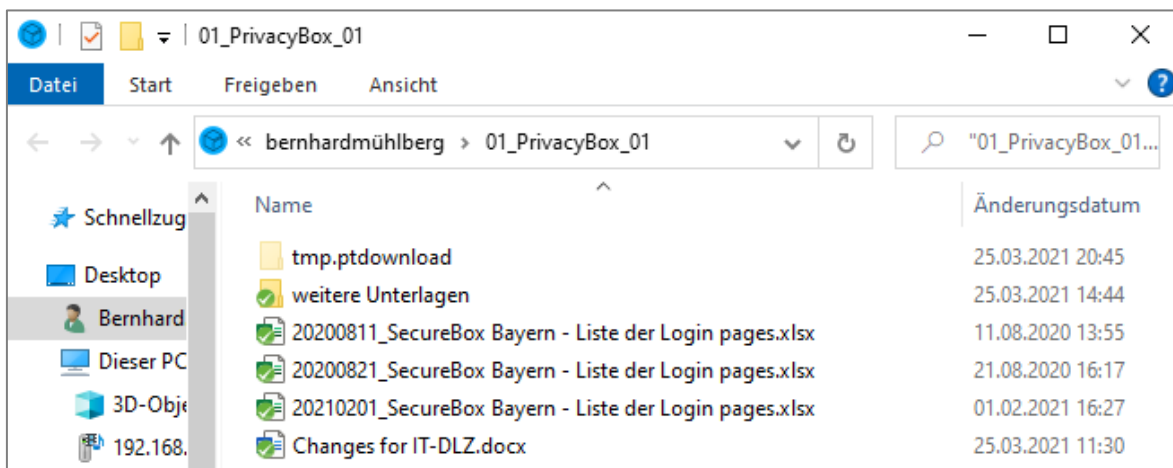 01_PrivacyBox_01
Datei Start Freigeben Ansicht ?
« bernhardmühlberg > 01_PrivacyBox_01 "01_PrivacyBox_01...
Schnellzug
Desktop
Bernhard
Dieser PC
3D-Obje
192.168.
Name Änderungsdatum
tmp.ptdownload 25.03.2021 20:45
weitere Unterlagen 25.03.2021 14:44
20200811_SecureBox Bayern - Liste der Login pages.xlsx 11.08.2020 13:55
20200821_SecureBox Bayern - Liste der Login pages.xlsx 21.08.2020 16:17
20210201_SecureBox Bayern - Liste der Login pages.xlsx 01.02.2021 16:27
Changes for IT-DLZ.docx 25.03.2021 11:30